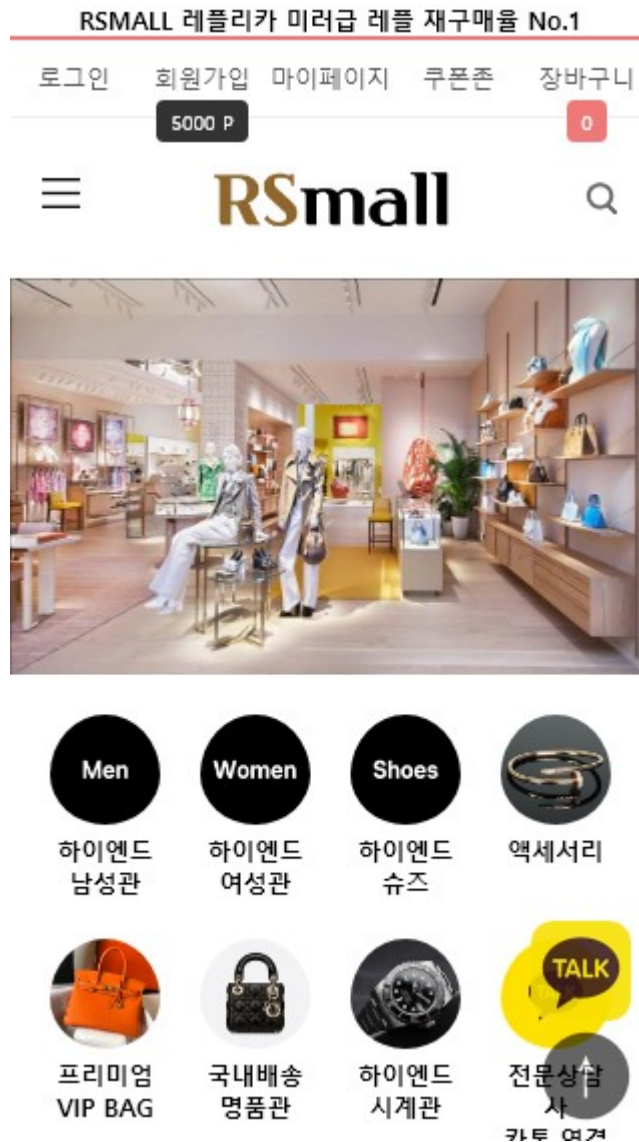 RSMALL 레플리카 미러급 레플 재구매율 No.1
로그인 회원가입 마이페이지 쿠폰존 장바구니
5000 P 0
RSmall
Men Women Shoes
하이엔드 하이엔드 하이엔드 액세서리
남성관 여성관 슈즈
TALK
프리미엄 국내배송 하이엔드 전문상담
VIP BAG 명품관 시계관 사
카톡 연결